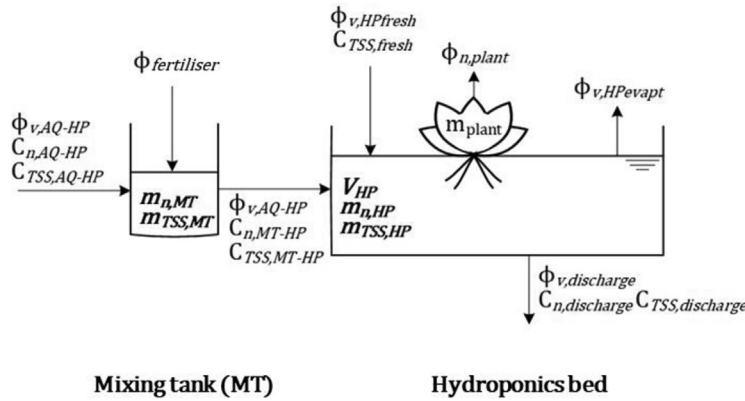 ϕv,HPfresh
CTSS,fresh
ϕfertiliser
ϕn,plant
ϕv,HPevapt
mplant
ϕv,AQ-HP
Cn,AQ-HP
CTSS,AQ-HP
mn,MT
mTSS,MT
ϕv,AQ-HP
Cn,MT-HP
CTSS,MT-HP
VHP
mn,HP
mTSS,HP
ϕv,discharge
Cn,discharge CTSS,discharge
Mixing tank (MT)
Hydroponics bed